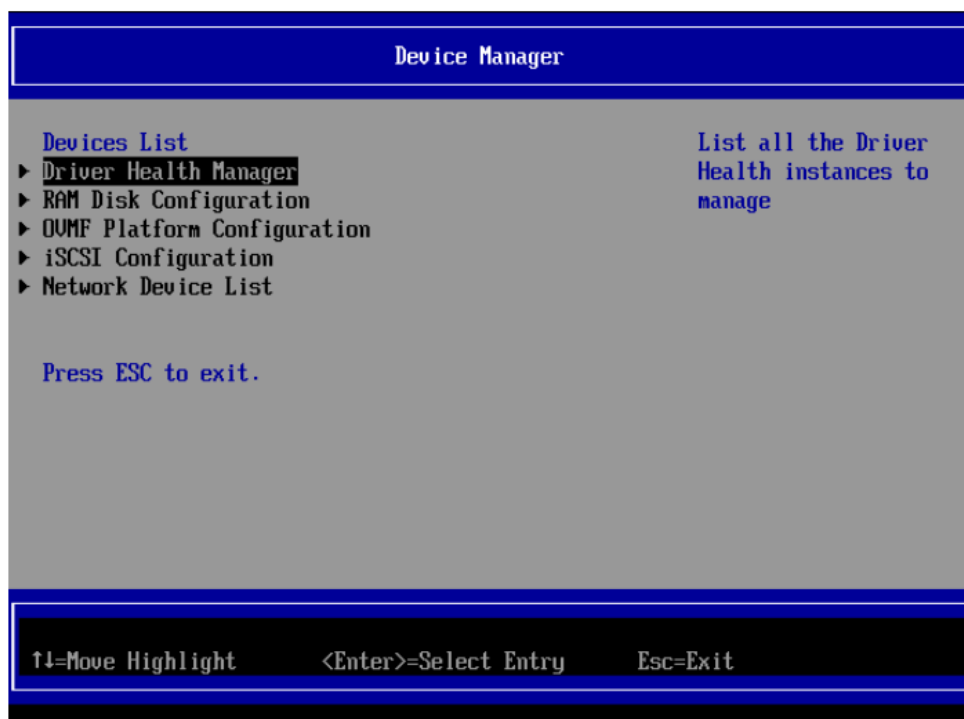 Device Manager
Devices List
List all the Driver
▶ Driver Health Manager
Health instances to
▶ RAM Disk Configuration
manage
▶ OVMF Platform Configuration
▶ iSCSI Configuration
▶ Network Device List
Press ESC to exit.
↑↓=Move Highlight <Enter>=Select Entry Esc=Exit